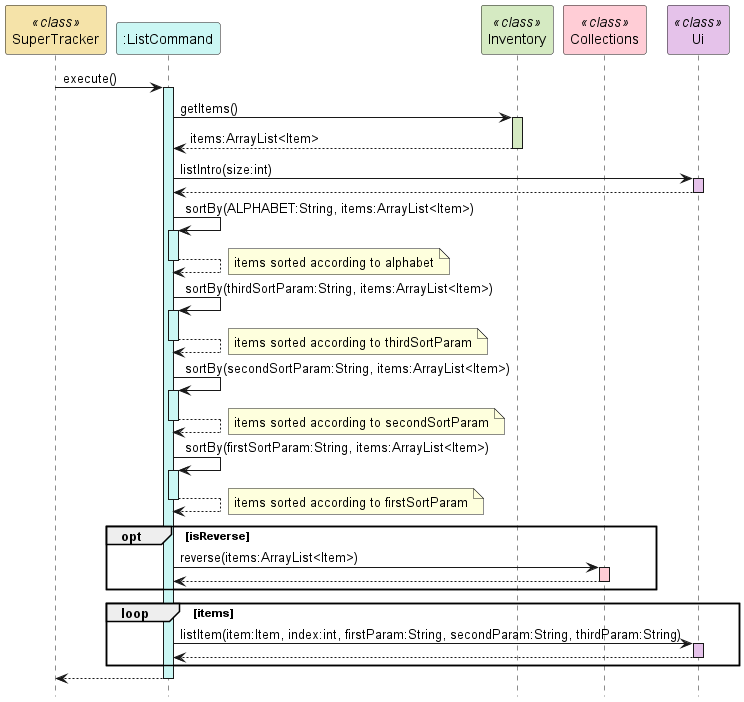 «class» «class» «class» «class»
SuperTracker :ListCommand Inventory Collections Ui
execute()
getItems()
items:ArrayList<Item>
listIntro(size:int)
sortBy(ALPHABET:String, items:ArrayList<Item>)
items sorted according to alphabet
sortBy(thirdSortParam:String, items:ArrayList<Item>)
items sorted according to thirdSortParam
sortBy(secondSortParam:String, items:ArrayList<Item>)
items sorted according to secondSortParam
sortBy(firstSortParam:String, items:ArrayList<Item>)
items sorted according to firstSortParam
opt [isReverse]
reverse(items:ArrayList<Item>)
loop [items]
listItem(item:Item, index:int, firstParam:String, secondParam:String, thirdParam:String)